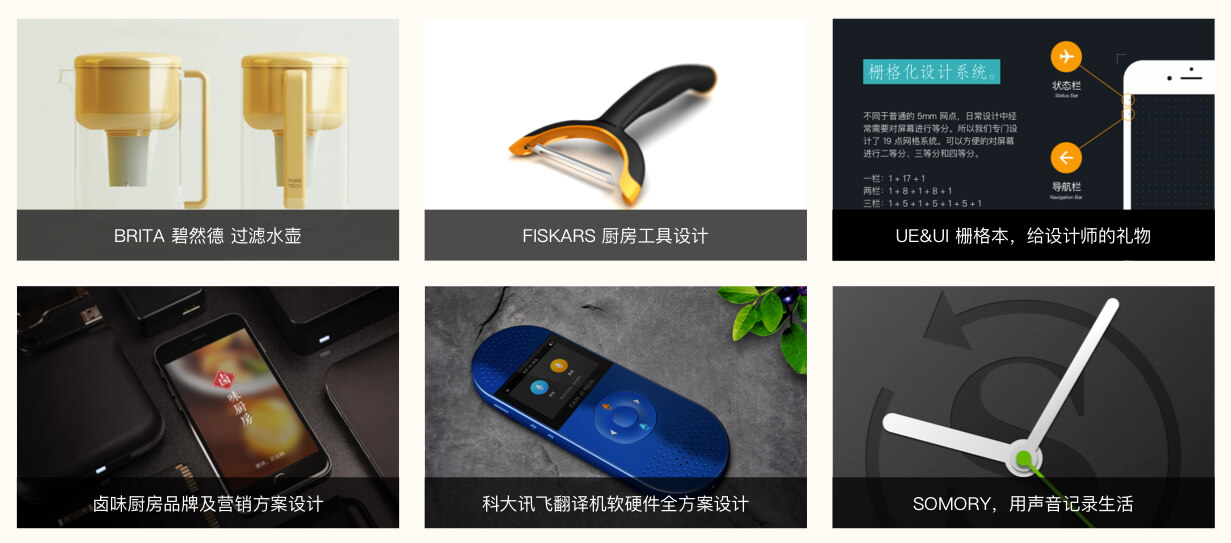 PURE
TECH
BRITA 碧然德 过滤水壶
FISKARS 厨房工具设计
栅格化设计系统。
不同于普通的 5mm 网点，日常设计中经
常需要对屏幕进行等分。所以我们专门设
计了 19 点网格系统。可以方便的对屏幕
进行二等分、三等分和四等分。
一栏：1 + 17 + 1
两栏：1 + 8 + 1 + 8 + 1
三栏：1 + 5 + 1 + 5 + 1 + 5 + 1
状态栏
Status Bar
导航栏
Navigation Bar
UE&UI 栅格本，给设计师的礼物
卤味厨房
卤味厨房品牌及营销方案设计
科大讯飞翻译机软硬件全方案设计
S
SOMORY，用声音记录生活